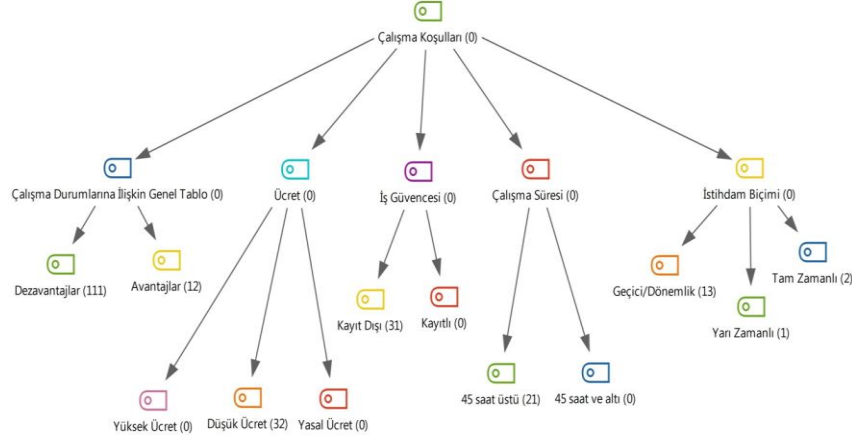 Çalışma Koşulları (0)
Çalışma Durumlarına İlişkin Genel Tablo (0)
Ücret (0)
İş Güvencesi (0)
Çalışma Süresi (0)
İstihdam Biçimi (0)
Dezavantajlar (111)
Avantajlar (12)
Kayıt Dışı (31)
Kayıtlı (0)
Geçici/Dönemlik (13)
Tam Zamanlı (2)
Yarı Zamanlı (1)
Yüksek Ücret (0)
Düşük Ücret (32)
Yasal Ücret (0)
45 saat üstü (21)
45 saat ve altı (0)